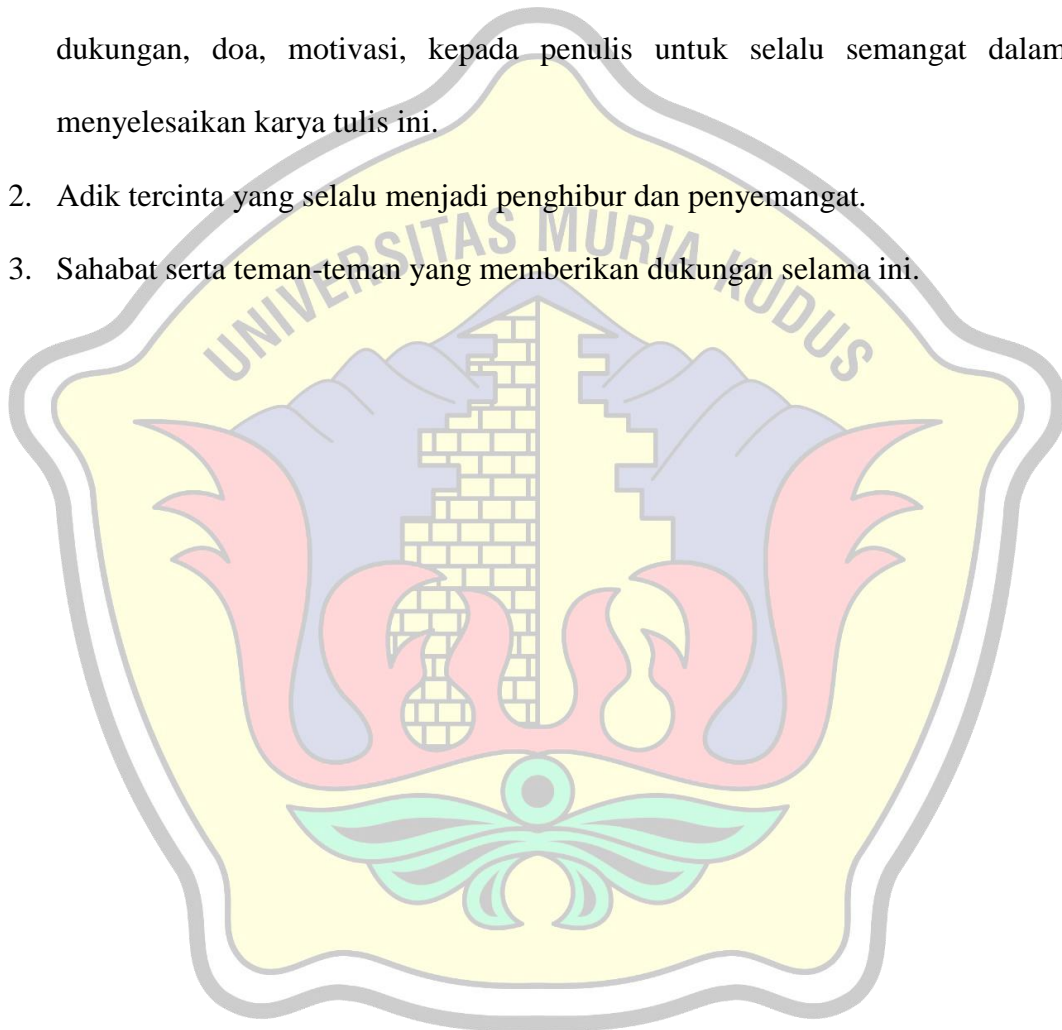 dukungan, doa, motivasi, kepada penulis untuk selalu semangat dalam
menyelesaikan karya tulis ini.
2. Adik tercinta yang selalu menjadi penghibur dan penyemangat.
3. Sahabat serta teman-teman yang memberikan dukungan selama ini.
UNIVERSITAS MURIA KUDUS